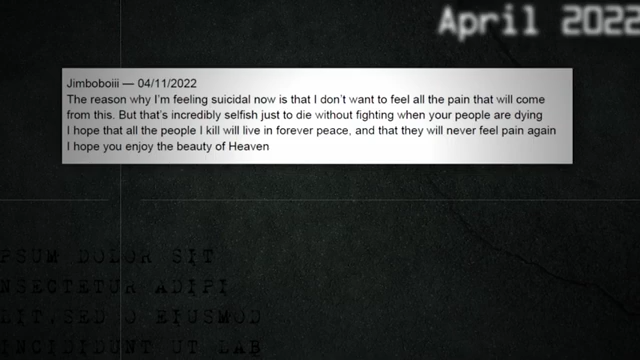 April 2022
Jimboboiii — 04/11/2022
The reason why I'm feeling suicidal now is that I don't want to feel all the pain that will come
from this. But that's incredibly selfish just to die without fighting when your people are dying
I hope that all the people I kill will live in forever peace, and that they will never feel pain again
I hope you enjoy the beauty of Heaven
PSUM DOLOR SIT
NSECTETUR ADIPI
LIT,SED D EIUSMOD
INCIDIDUNT UT LAB